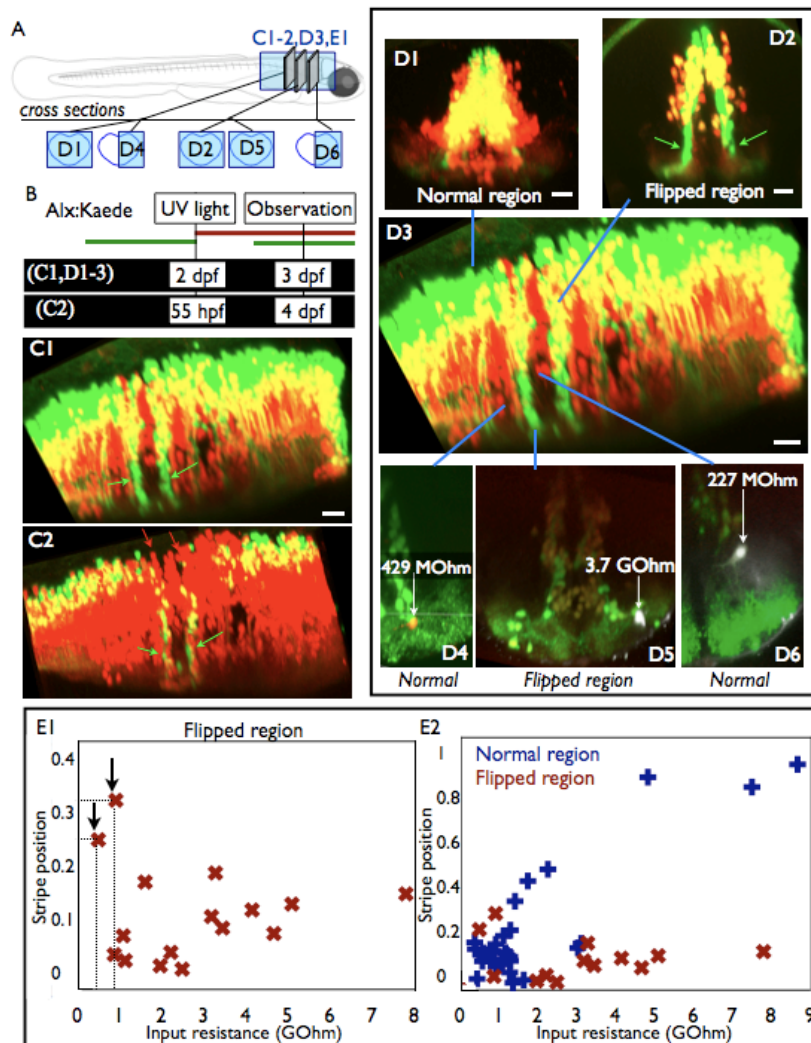 A
C1-2,D3,E1
cross sections
D1
D4
D2
D5
D6
B
Alx:Kaede
UV light
Observation
(C1,D1-3)
2 dpf
3 dpf
(C2)
55 hpf
4 dpf
C1
C2
D1
Normal region
D2
Flipped region
D3
429 MOhm
D4
Normal
3.7 GOhm
D5
Flipped region
227 MOhm
D6
Normal
E1
Flipped region
Stripe position
0.4
0.3
0.2
0.1
0
0 1 2 3 4 5 6 7 8
Input resistance (GOhm)
E2
Normal region
Flipped region
Stripe position
1
0.8
0.6
0.4
0.2
0
0 1 2 3 4 5 6 7 8 9
Input resistance (GOhm)